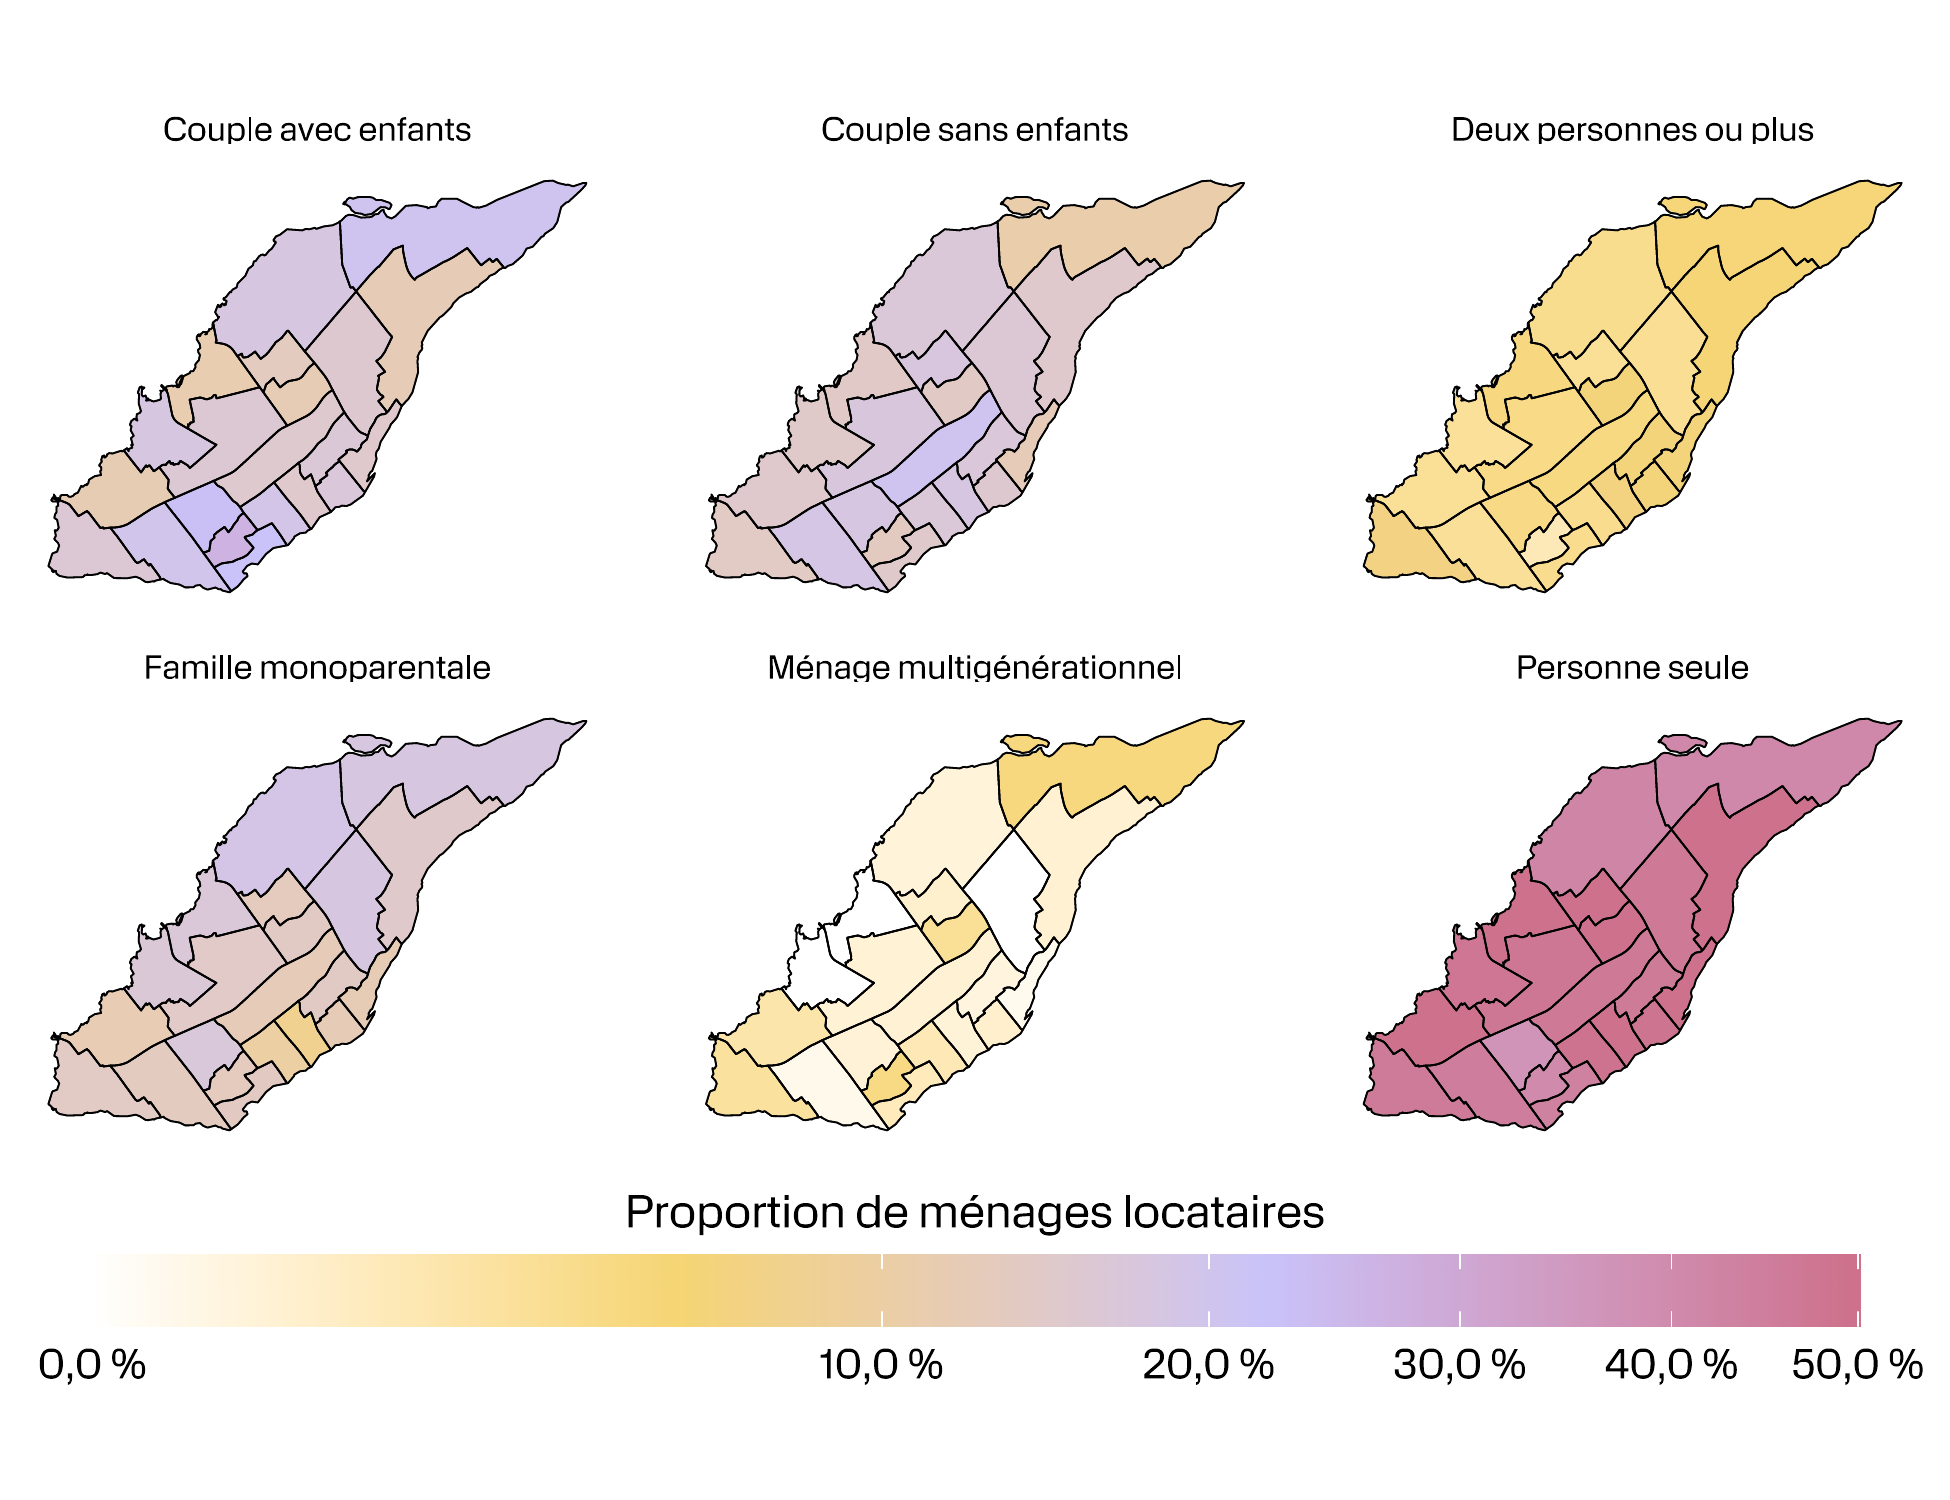 Couple avec enfants
Couple sans enfants
Deux personnes ou plus
Famille monoparentale
Ménage multigénérationnel
Personne seule
Proportion de ménages locataires
0,0 % 10,0 % 20,0 % 30,0 % 40,0 % 50,0 %